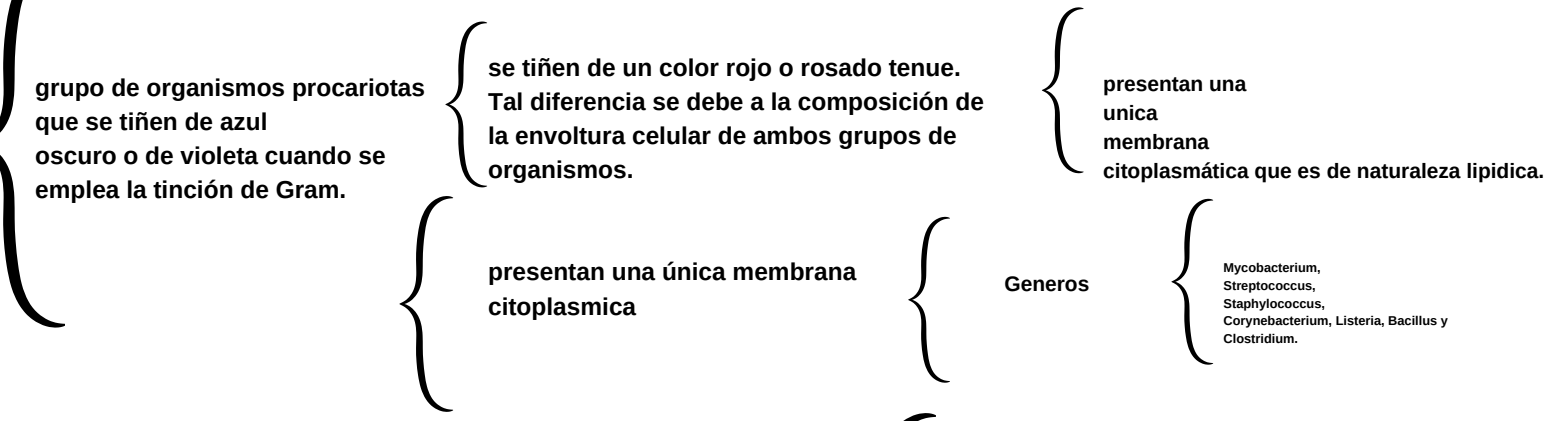 grupo de organismos procariotas
que se tiñen de azul
oscuro o de violeta cuando se
emplea la tinción de Gram.
se tiñen de un color rojo o rosado tenue.
Tal diferencia se debe a la composición de
la envoltura celular de ambos grupos de
organismos.
presentan una
unica
membrana
citoplasmática que es de naturaleza lipidica.
presentan una única membrana
citoplasmica
Generos
Mycobacterium,
Streptococcus,
Staphylococcus,
Corynebacterium, Listeria, Bacillus y
Clostridium.